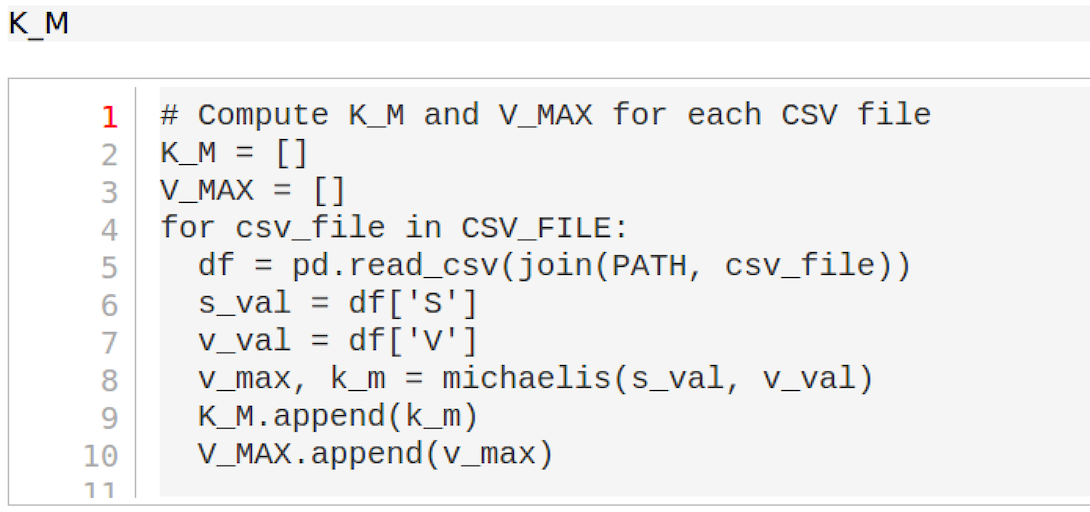 K_M
1 # Compute K_M and V_MAX for each CSV file
2 K_M = []
3 V_MAX = []
4 for csv_file in CSV_FILE:
5   df = pd.read_csv(join(PATH, csv_file))
6   s_val = df['S']
7   v_val = df['V']
8   v_max, k_m = michaelis(s_val, v_val)
9   K_M.append(k_m)
10   V_MAX.append(v_max)
11